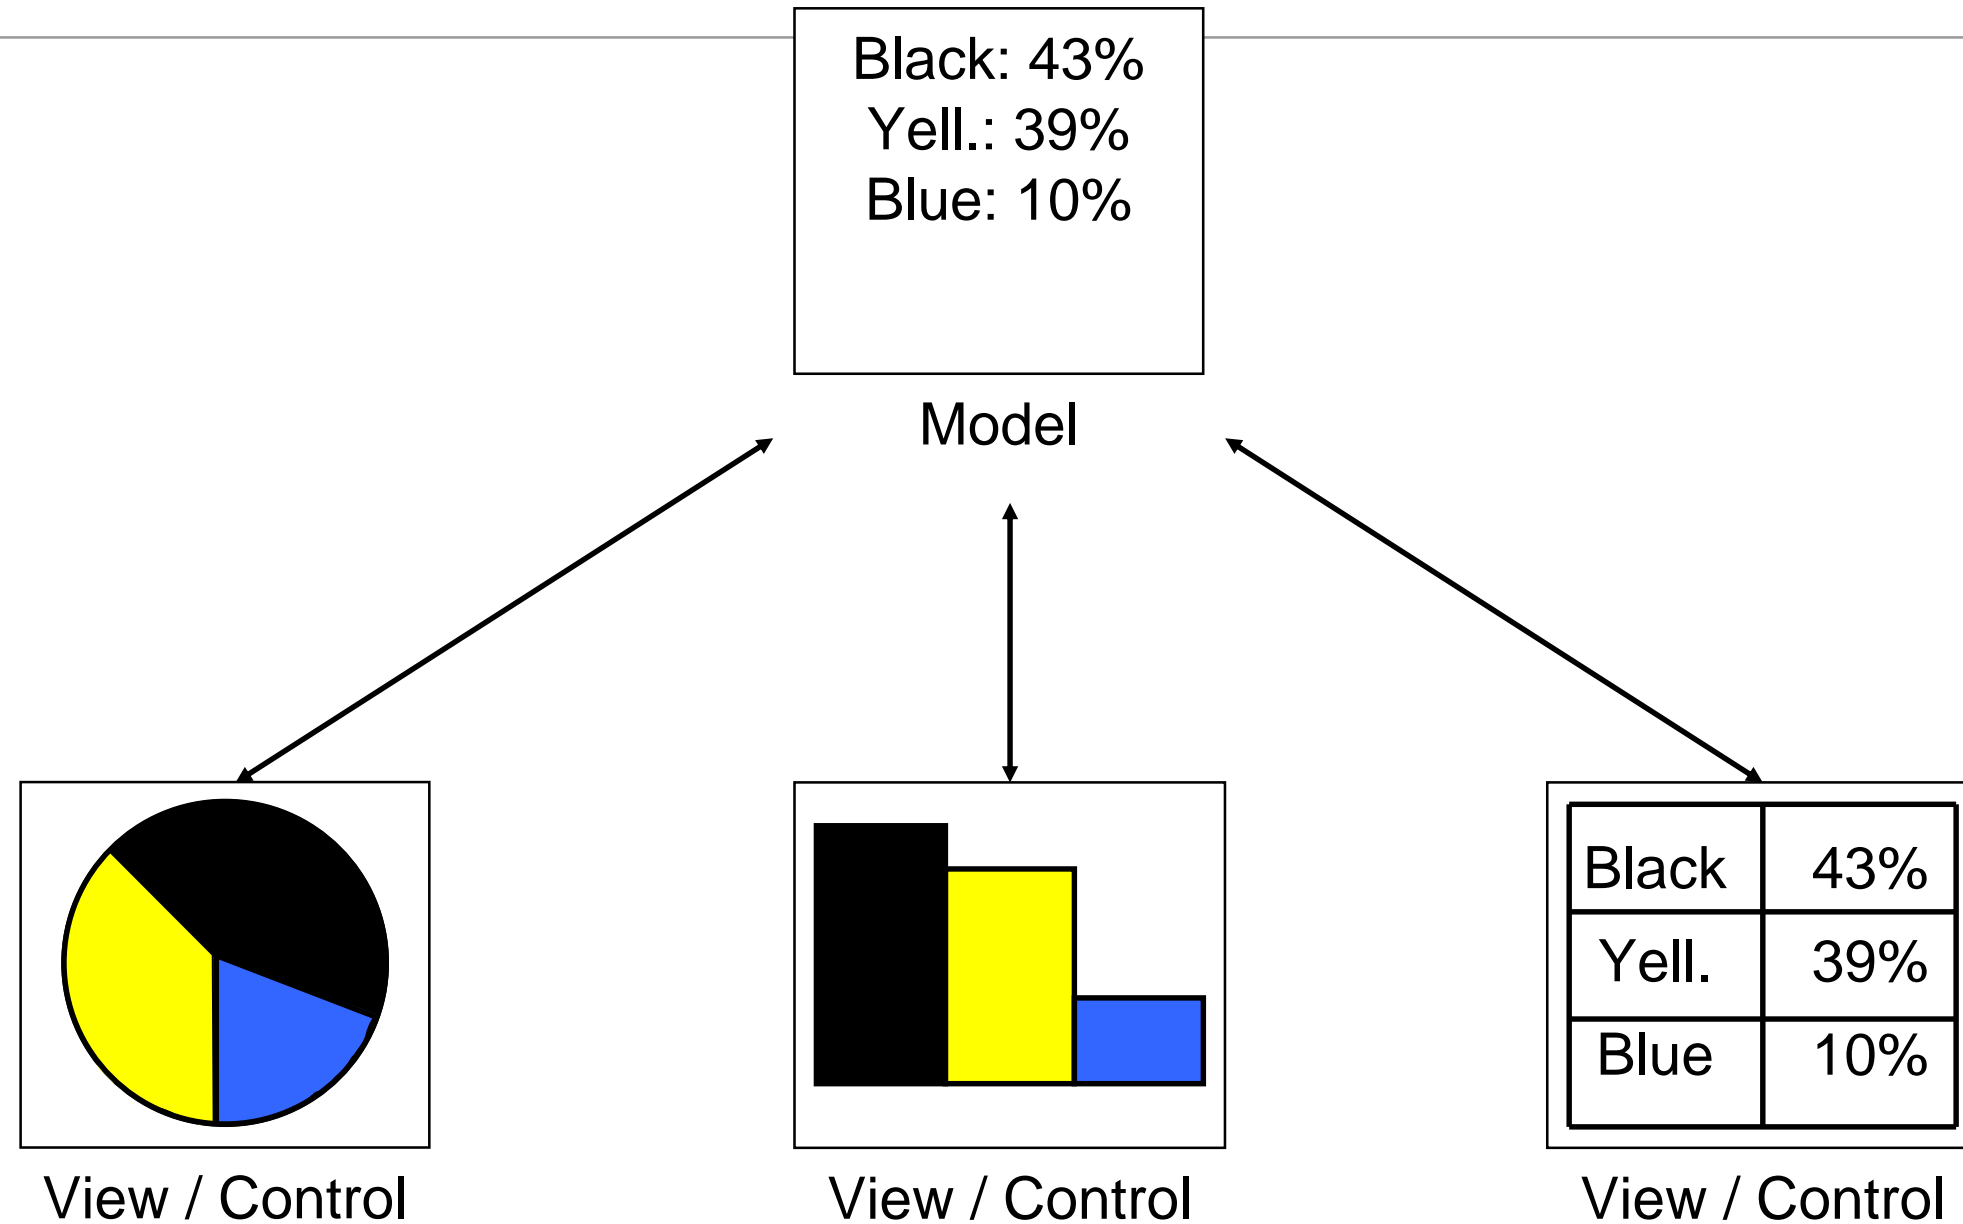 Black: 43%
Yell.: 39%
Blue: 10%
Model
Black 43%
Yell. 39%
Blue 10%
View / Control
View / Control
View / Control